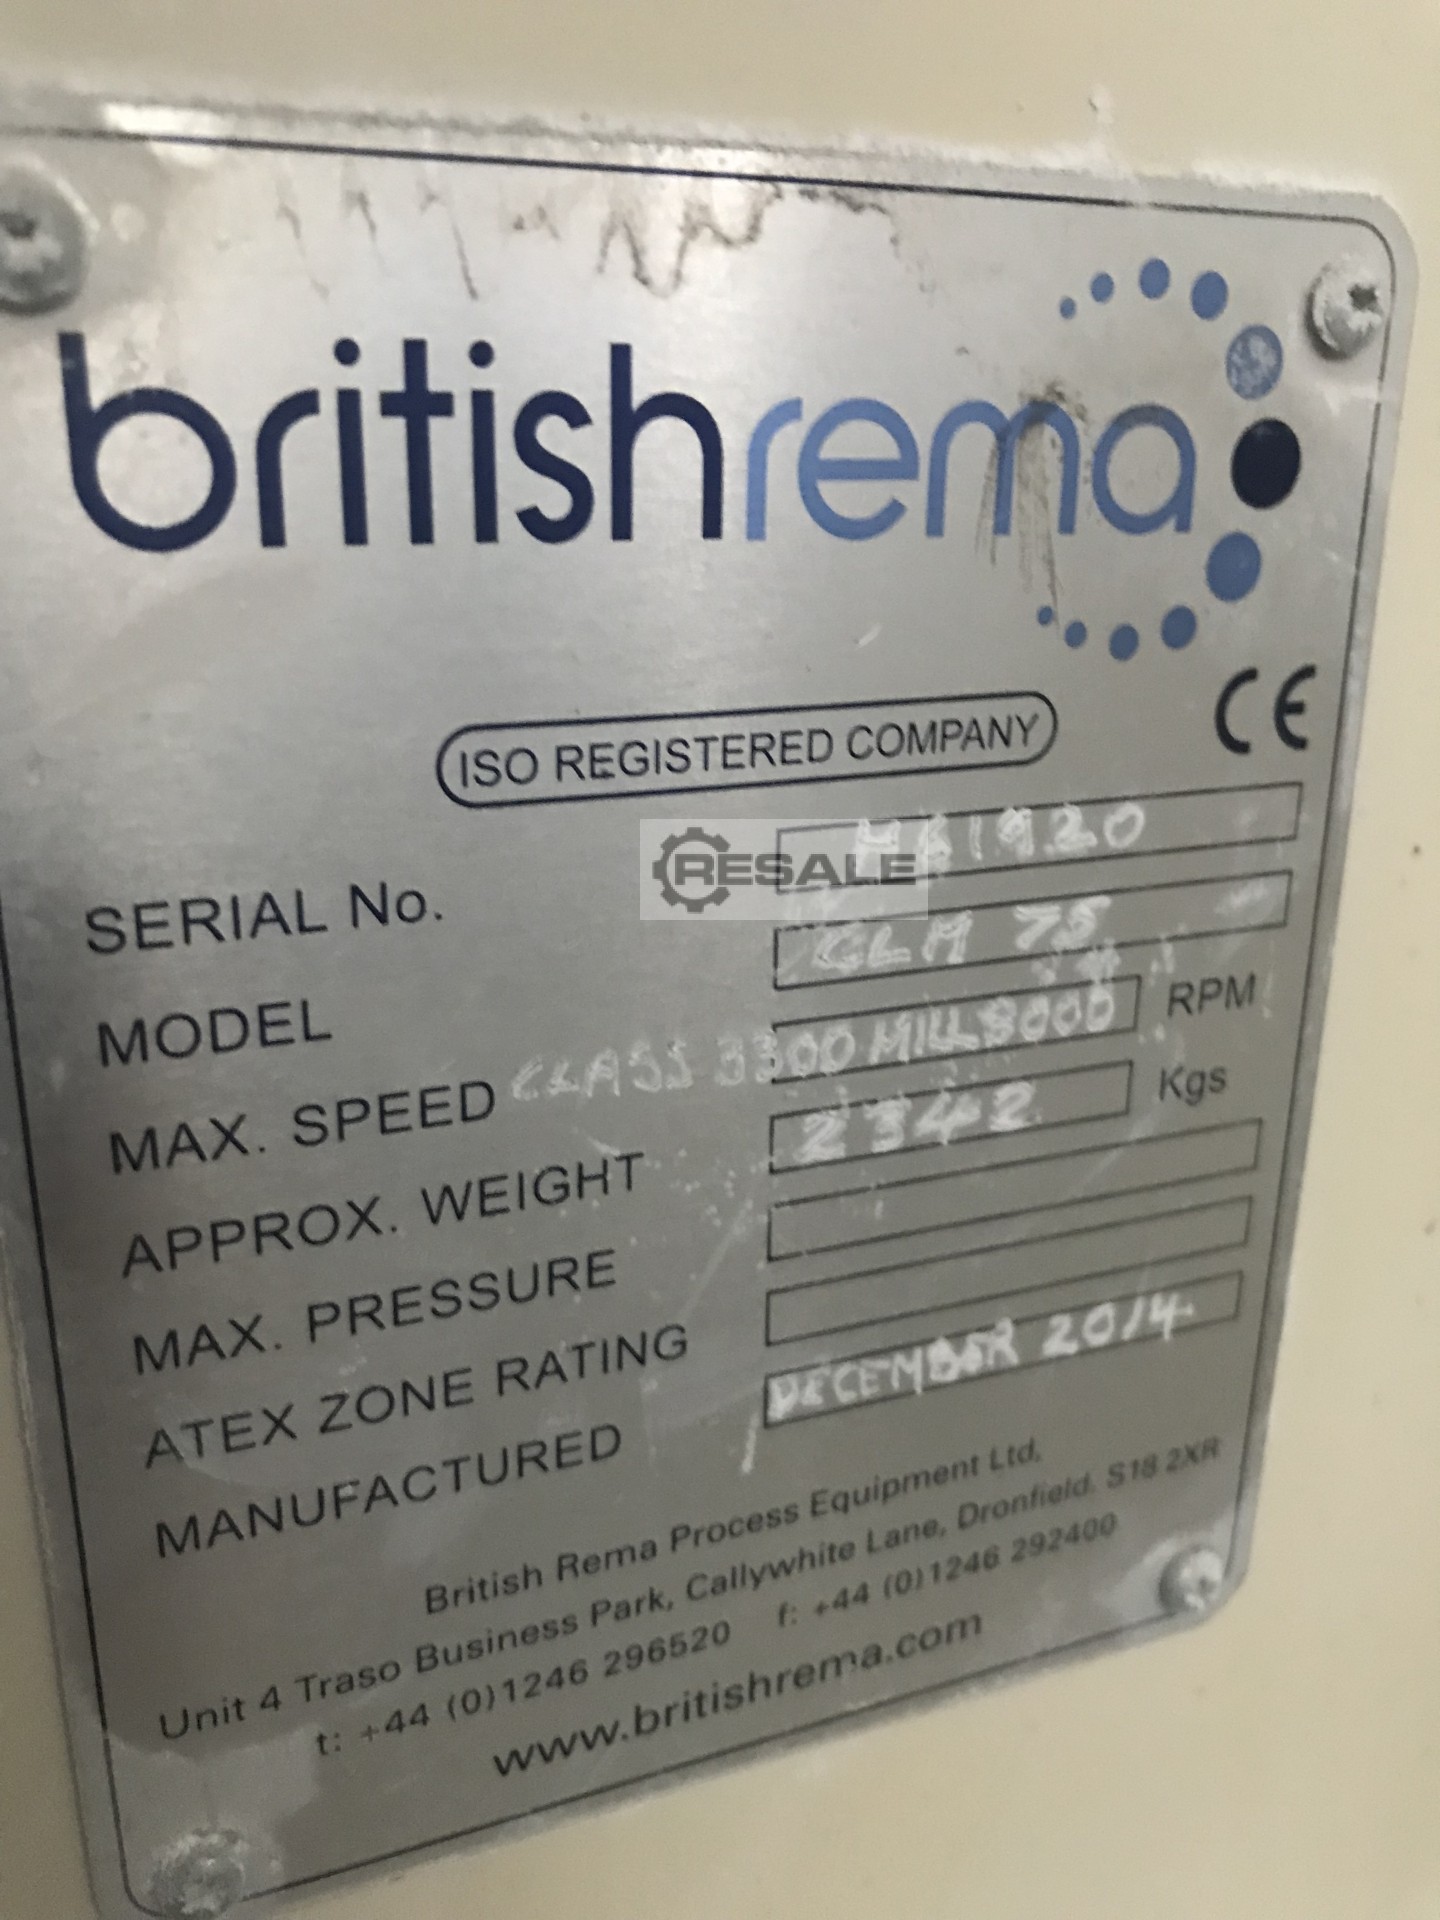 britishrema
ISO REGISTERED COMPANY
CE
RESALE
SERIAL No.
MODEL CLM 75
MAX. SPEED CLASS 3300 MILL 8000 RPM
APPROX. WEIGHT 2342 Kgs
MAX. PRESSURE
ATEX ZONE RATING
MANUFACTURED DECEMBER 2014
British Rema Process Equipment Ltd,
Unit 4 Traso Business Park, Callywhite Lane, Dronfield. S18 2XR
t: +44 (0)1246 296520 f: +44 (0)1246 292400
www.britishrema.com